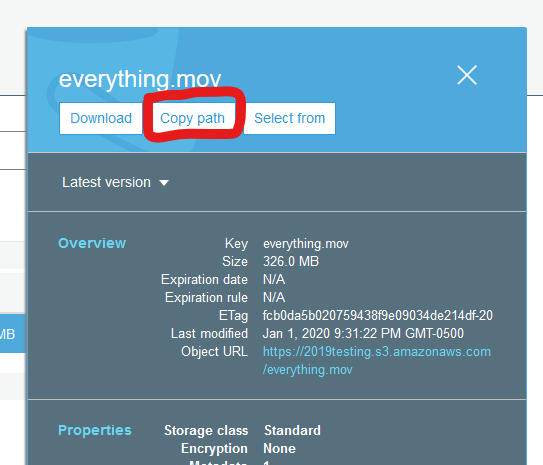 everything.mov
Download Copy path Select from
Latest version
Overview
Key everything.mov
Size 326.0 MB
Expiration date N/A
Expiration rule N/A
ETag fcb0da5b020759438f9e09034de214df-20
Last modified Jan 1, 2020 9:31:22 PM GMT-0500
Object URL https://2019testing.s3.amazonaws.com
/everything.mov
MB
Properties
Storage class Standard
Encryption None
Metadata 1